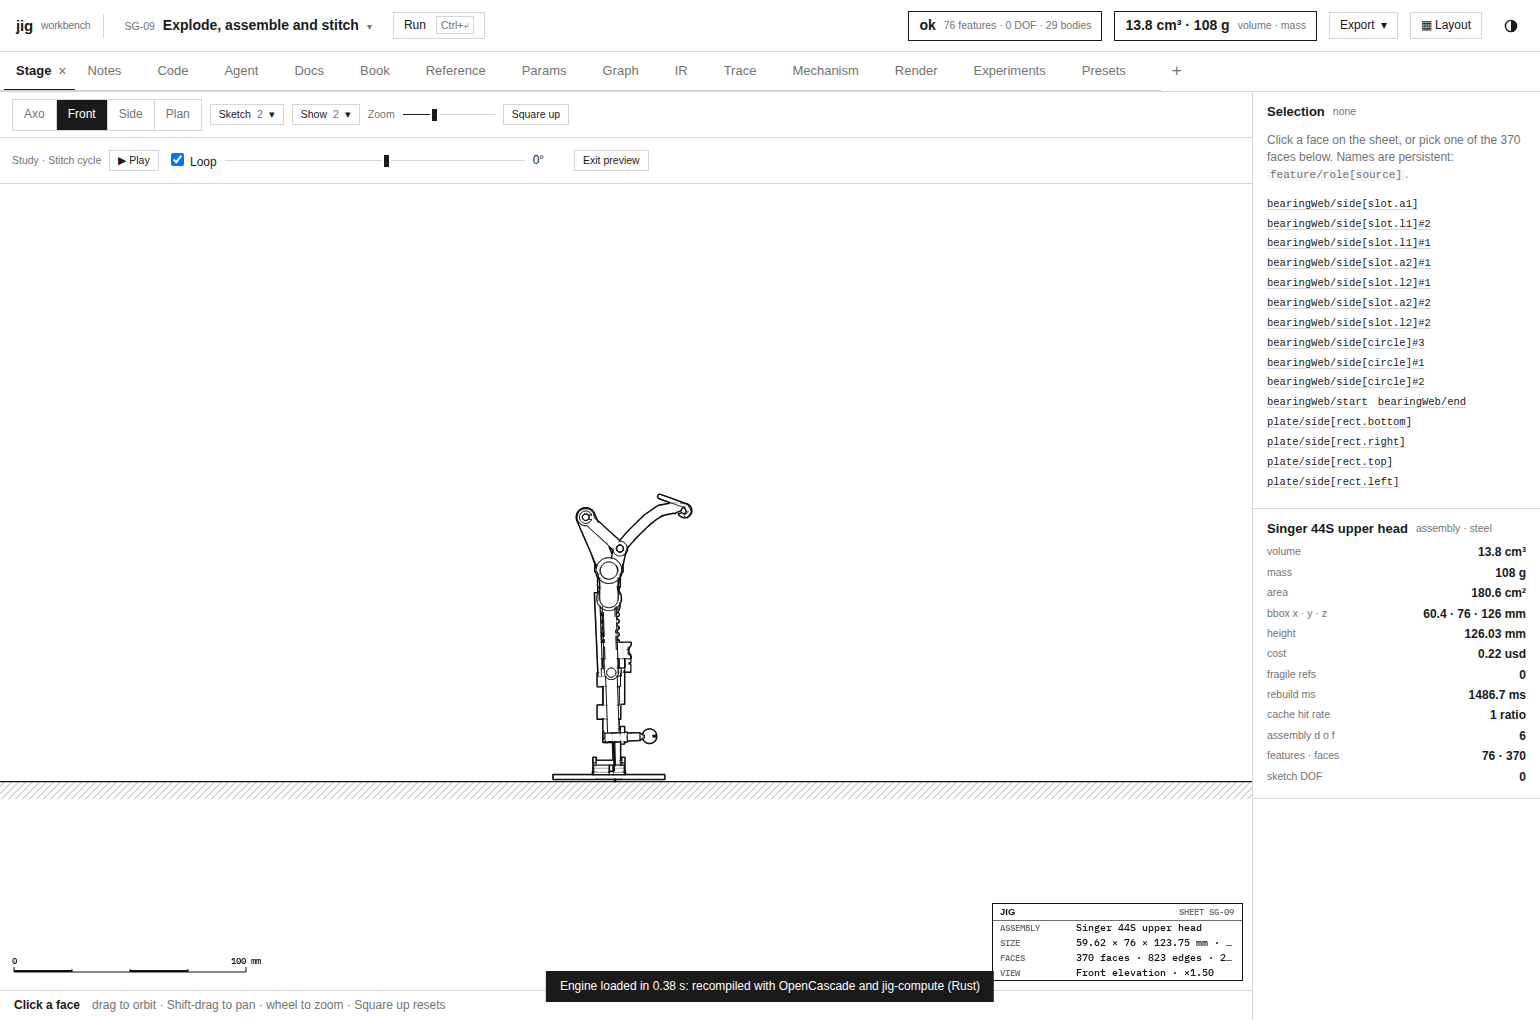 jig workbench SG-09 Explode, assemble and stitch ▾ Run Ctrl+↲ ok 76 features · 0 DOF · 29 bodies 13.8 cm³ · 108 g volume · mass Export ▾ ▦ Layout
Stage × Notes Code Agent Docs Book Reference Params Graph IR Trace Mechanism Render Experiments Presets +
Axo Front Side Plan Sketch 2 ▾ Show 2 ▾ Zoom Square up
Study · Stitch cycle ▶ Play Loop 0° Exit preview
Selection none
Click a face on the sheet, or pick one of the 370
faces below. Names are persistent:
feature/role[source].
bearingWeb/side[slot.a1]
bearingWeb/side[slot.l1]#2
bearingWeb/side[slot.l1]#1
bearingWeb/side[slot.a2]#1
bearingWeb/side[slot.l2]#1
bearingWeb/side[slot.a2]#2
bearingWeb/side[slot.l2]#2
bearingWeb/side[circle]#3
bearingWeb/side[circle]#1
bearingWeb/side[circle]#2
bearingWeb/start bearingWeb/end
plate/side[rect.bottom]
plate/side[rect.right]
plate/side[rect.top]
plate/side[rect.left]
Singer 44S upper head assembly · steel
volume 13.8 cm³
mass 108 g
area 180.6 cm²
bbox x · y · z 60.4 · 76 · 126 mm
height 126.03 mm
cost 0.22 usd
fragile refs 0
rebuild ms 1486.7 ms
cache hit rate 1 ratio
assembly d o f 6
features · faces 76 · 370
sketch DOF 0
JIG SHEET SG-09
ASSEMBLY Singer 44S upper head
SIZE 59.62 × 76 × 123.75 mm · …
FACES 370 faces · 823 edges · 2…
VIEW Front elevation · ×1.50
0 100 mm
Engine loaded in 0.38 s: recompiled with OpenCascade and jig-compute (Rust)
Click a face drag to orbit · Shift-drag to pan · wheel to zoom · Square up resets